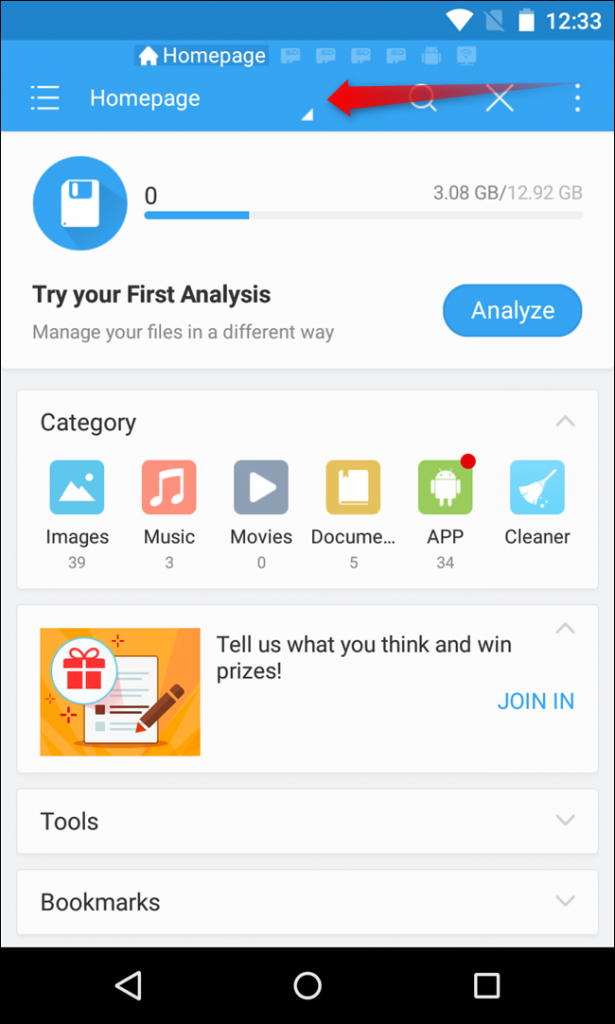 12:33
Homepage
Homepage
0
3.08 GB/12.92 GB
Try your First Analysis
Manage your files in a different way
Analyze
Category
Images Music Movies Docume... APP Cleaner
39 3 0 5 34
Tell us what you think and win
prizes!
JOIN IN
Tools
Bookmarks